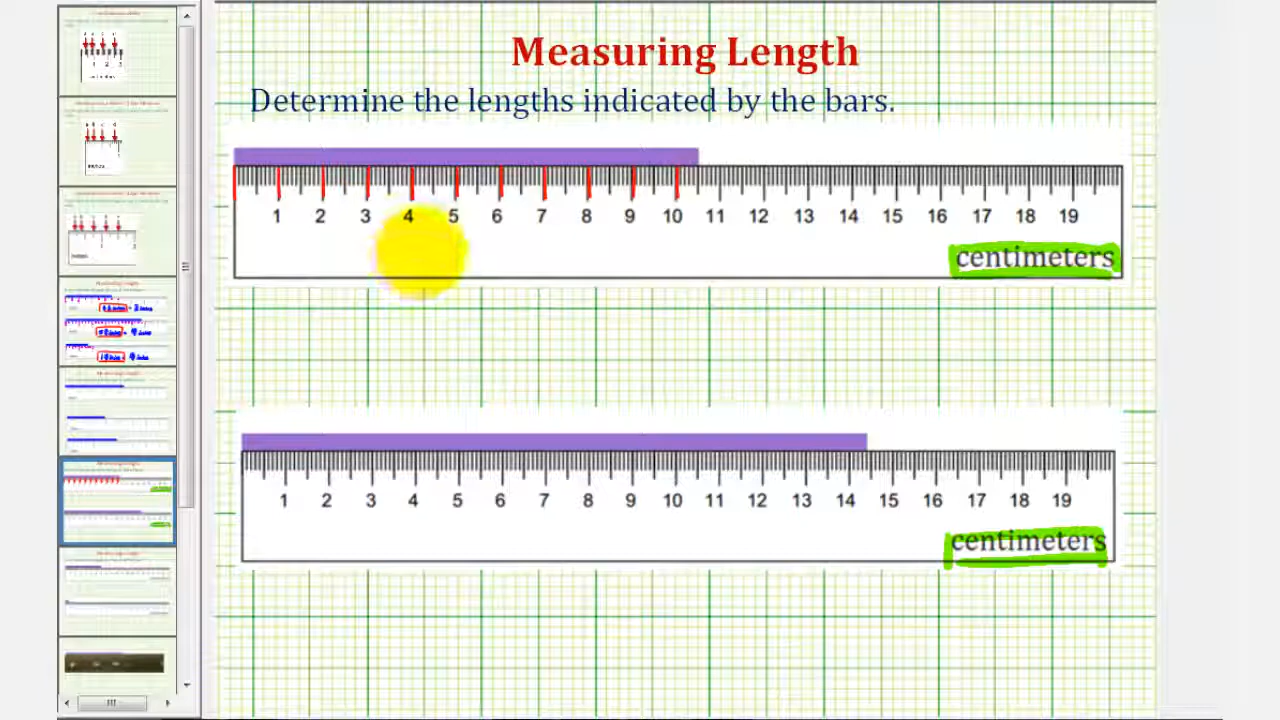 Measuring Length
Determine the lengths indicated by the bars.
1 2 3 4 5 6 7 8 9 10 11 12 13 14 15 16 17 18 19
centimeters
1 2 3 4 5 6 7 8 9 10 11 12 13 14 15 16 17 18 19
centimeters